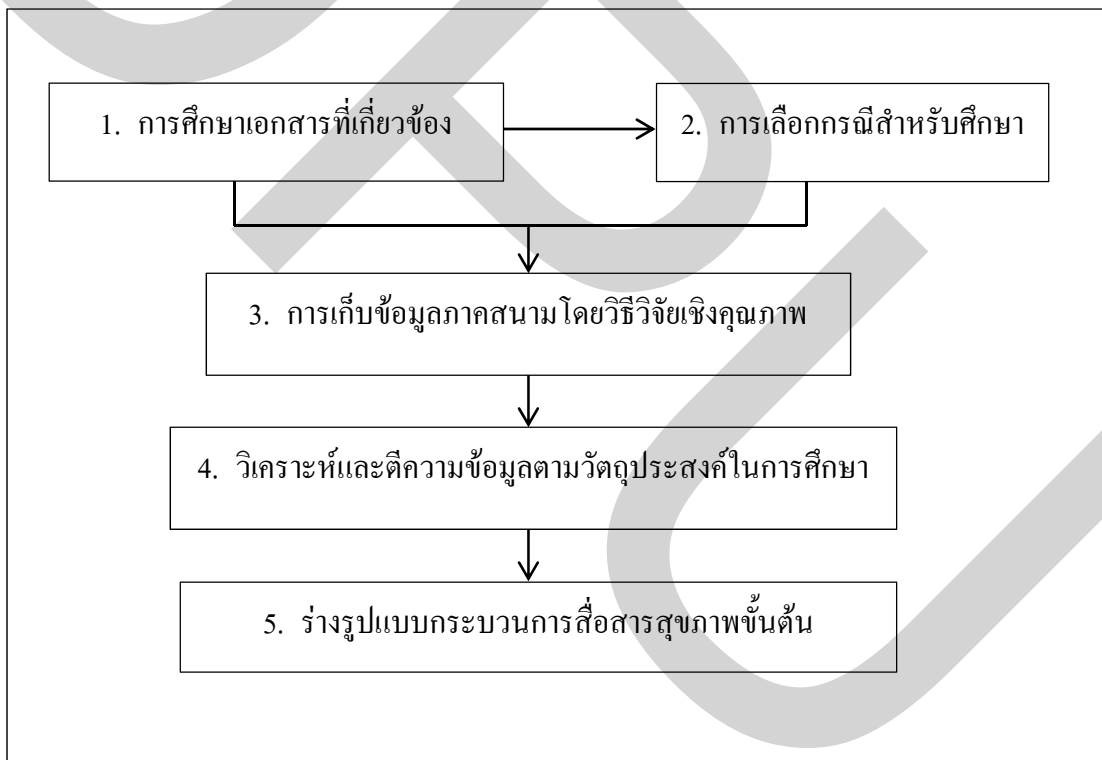 1. การศึกษาเอกสารที่เกี่ยวข้อง
2. การเลือกกรณีสำหรับศึกษา
3. การเก็บข้อมูลภาคสนามโดยวิธีวิจัยเชิงคุณภาพ
4. วิเคราะห์และตีความข้อมูลตามวัตถุประสงค์ในการศึกษา
5. ร่างรูปแบบกระบวนการสื่อสารสุขภาพขั้นต้น